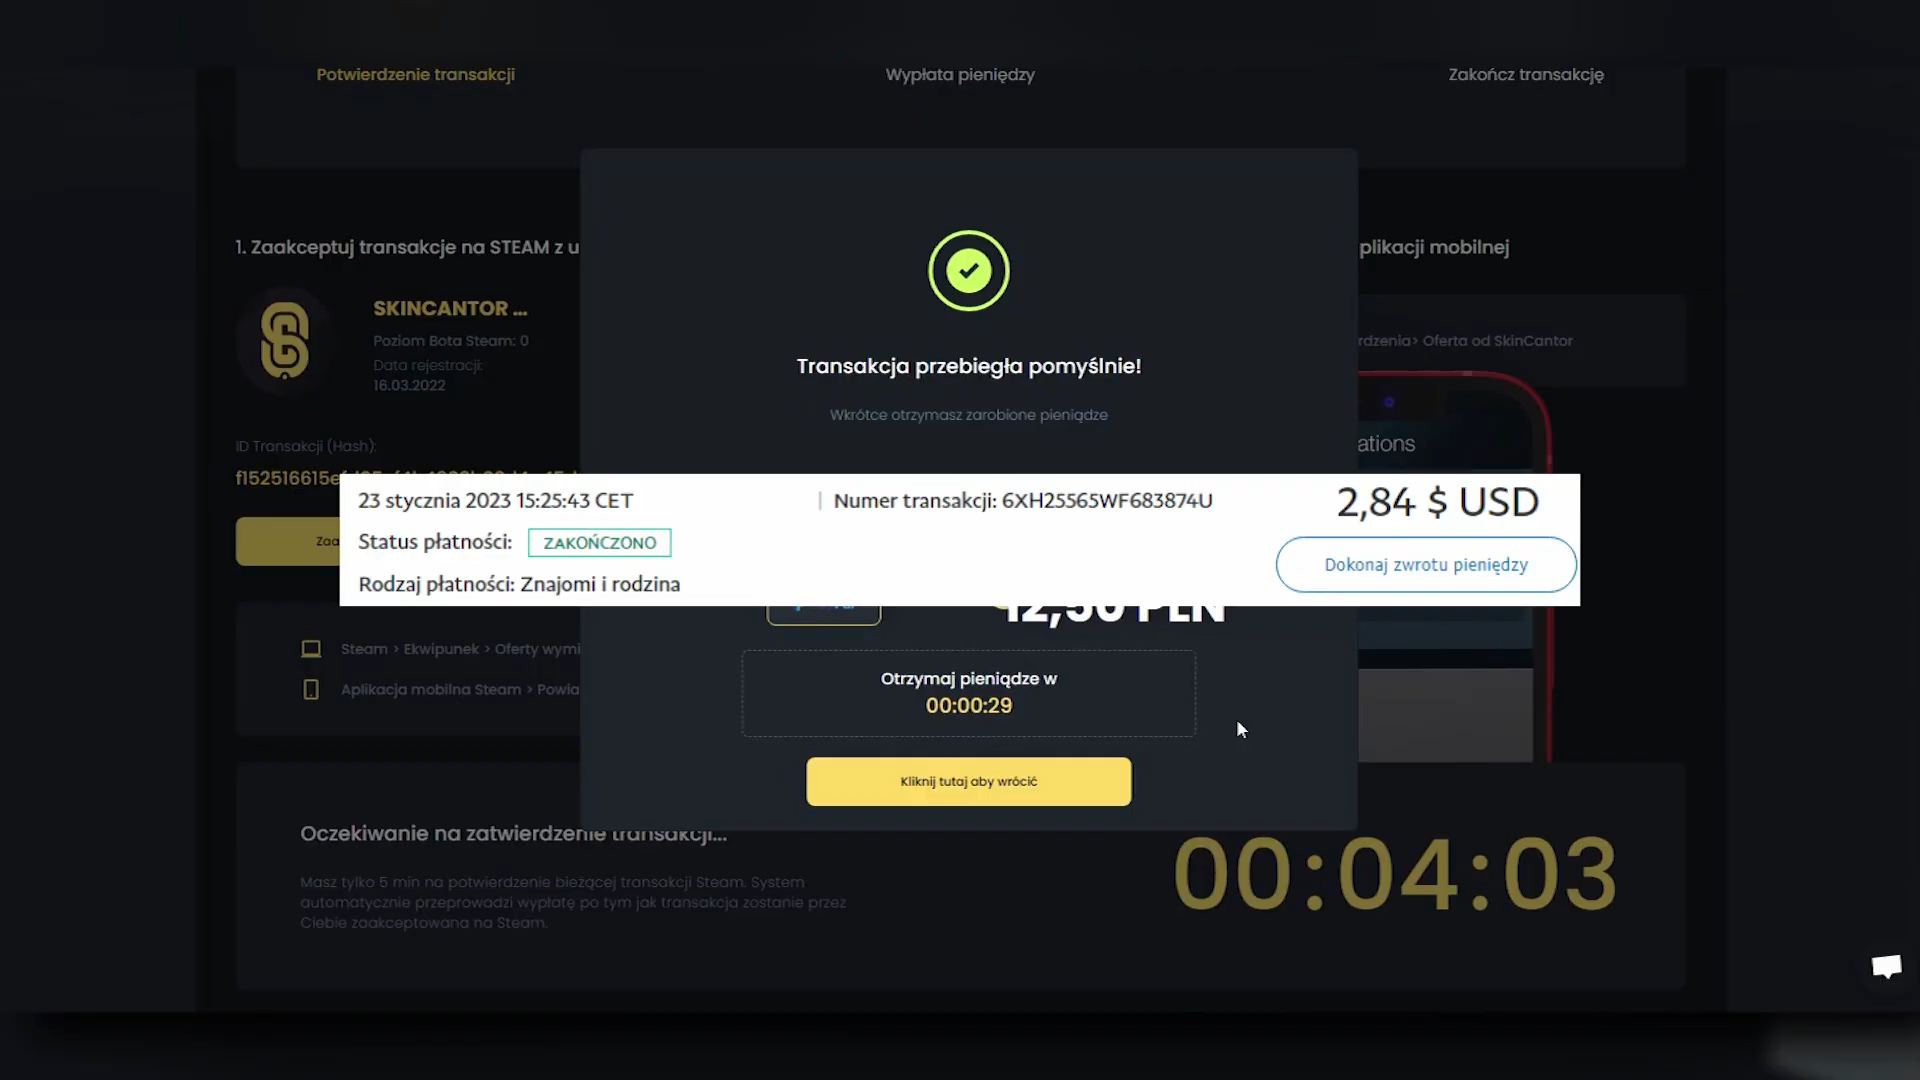 Potwierdzenie transakcji
Wypłata pieniędzy
Zakończ transakcję
1. Zaakceptuj transakcje na STEAM z u
plikacji mobilnej
SKINCANTOR ...
Poziom Bota Steam: 0
Data rejestracji:
16.03.2022
Transakcja przebiegła pomyślnie!
Wkrótce otrzymasz zarobione pieniądze
rdzenia> Oferta od SkinCantor
ations
ID Transakcji (Hash):
f152516615e
23 stycznia 2023 15:25:43 CET
| Numer transakcji: 6XH25565WF683874U
2,84 $ USD
Status płatności: ZAKOŃCZONO
Dokonaj zwrotu pieniędzy
Rodzaj płatności: Znajomi i rodzina
Zaa
12,50 PLN
Steam > Ekwipunek > Oferty wymi
Aplikacja mobilna Steam > Powia
Otrzymaj pieniądze w
00:00:29
Kliknij tutaj aby wrócić
Oczekiwanie na zatwierdzenie transakcji...
Masz tylko 5 min na potwierdzenie bieżącej transakcji Steam. System
automatycznie przeprowadzi wypłatę po tym jak transakcja zostanie przez
Ciebie zaakceptowana na Steam.
00:04:03